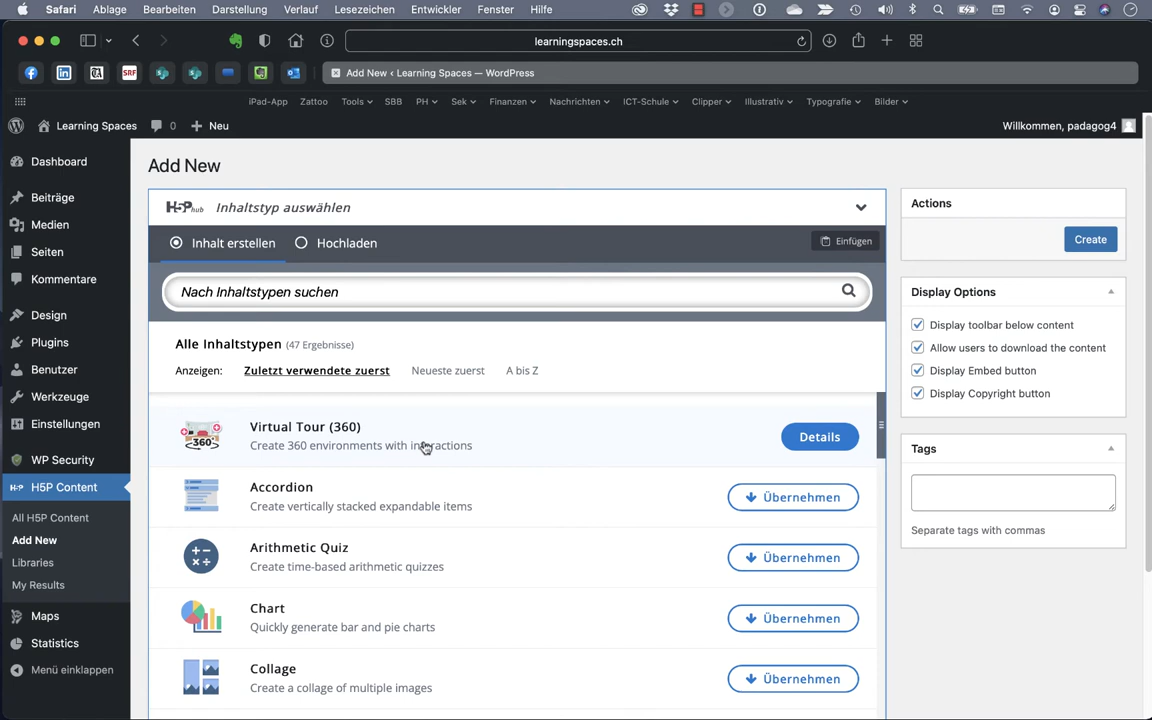 Safari Ablage Bearbeiten Darstellung Verlauf Lesezeichen Entwickler Fenster Hilfe
learningspaces.ch
SRF
Add New ‹ Learning Spaces — WordPress
iPad-App Zattoo Tools SBB PH Sek Finanzen Nachrichten ICT-Schule Clipper Illustrativ Typografie Bilder
Learning Spaces 0 Neu Willkommen, padagog4
Dashboard
Beiträge
Medien
Seiten
Kommentare
Design
Plugins
Benutzer
Werkzeuge
Einstellungen
WP Security
H5P H5P Content
All H5P Content
Add New
Libraries
My Results
Maps
Statistics
Menü einklappen
Add New
H5P hub Inhaltstyp auswählen
Inhalt erstellen Hochladen Einfügen
Nach Inhaltstypen suchen
Alle Inhaltstypen (47 Ergebnisse)
Anzeigen: Zuletzt verwendete zuerst Neueste zuerst A bis Z
360
Virtual Tour (360)
Create 360 environments with interactions
Details
Accordion
Create vertically stacked expandable items
Übernehmen
Arithmetic Quiz
Create time-based arithmetic quizzes
Übernehmen
Chart
Quickly generate bar and pie charts
Übernehmen
Collage
Create a collage of multiple images
Übernehmen
Actions
Create
Display Options
Display toolbar below content
Allow users to download the content
Display Embed button
Display Copyright button
Tags
Separate tags with commas